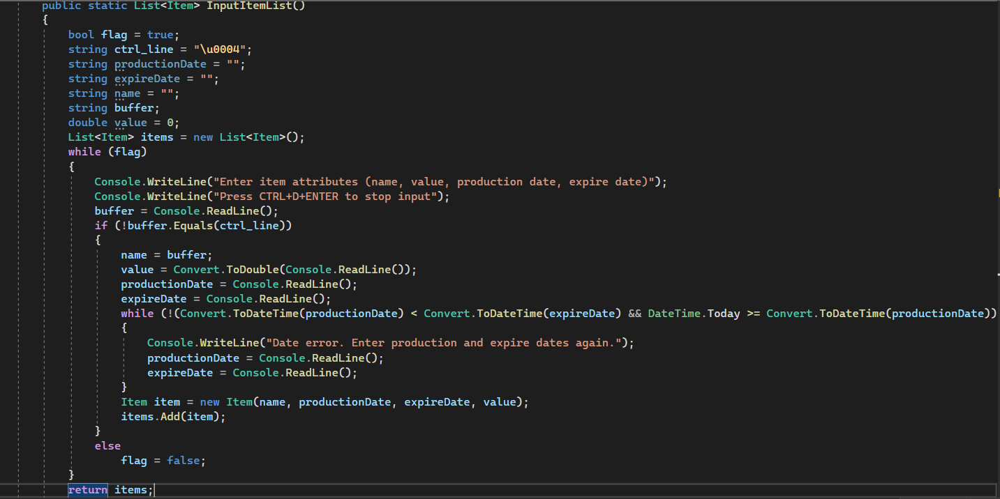 public static List<Item> InputItemList()
{
bool flag = true;
string ctrl_line = "\u0004";
string productionDate = "";
string expireDate = "";
string name = "";
string buffer;
double value = 0;
List<Item> items = new List<Item>();
while (flag)
{
Console.WriteLine("Enter item attributes (name, value, production date, expire date)");
Console.WriteLine("Press CTRL+D+ENTER to stop input");
buffer = Console.ReadLine();
if (!buffer.Equals(ctrl_line))
{
name = buffer;
value = Convert.ToDouble(Console.ReadLine());
productionDate = Console.ReadLine();
expireDate = Console.ReadLine();
while (!(Convert.ToDateTime(productionDate) < Convert.ToDateTime(expireDate) && DateTime.Today >= Convert.ToDateTime(productionDate))
{
Console.WriteLine("Date error. Enter production and expire dates again.");
productionDate = Console.ReadLine();
expireDate = Console.ReadLine();
}
Item item = new Item(name, productionDate, expireDate, value);
items.Add(item);
}
else
flag = false;
}
return items;